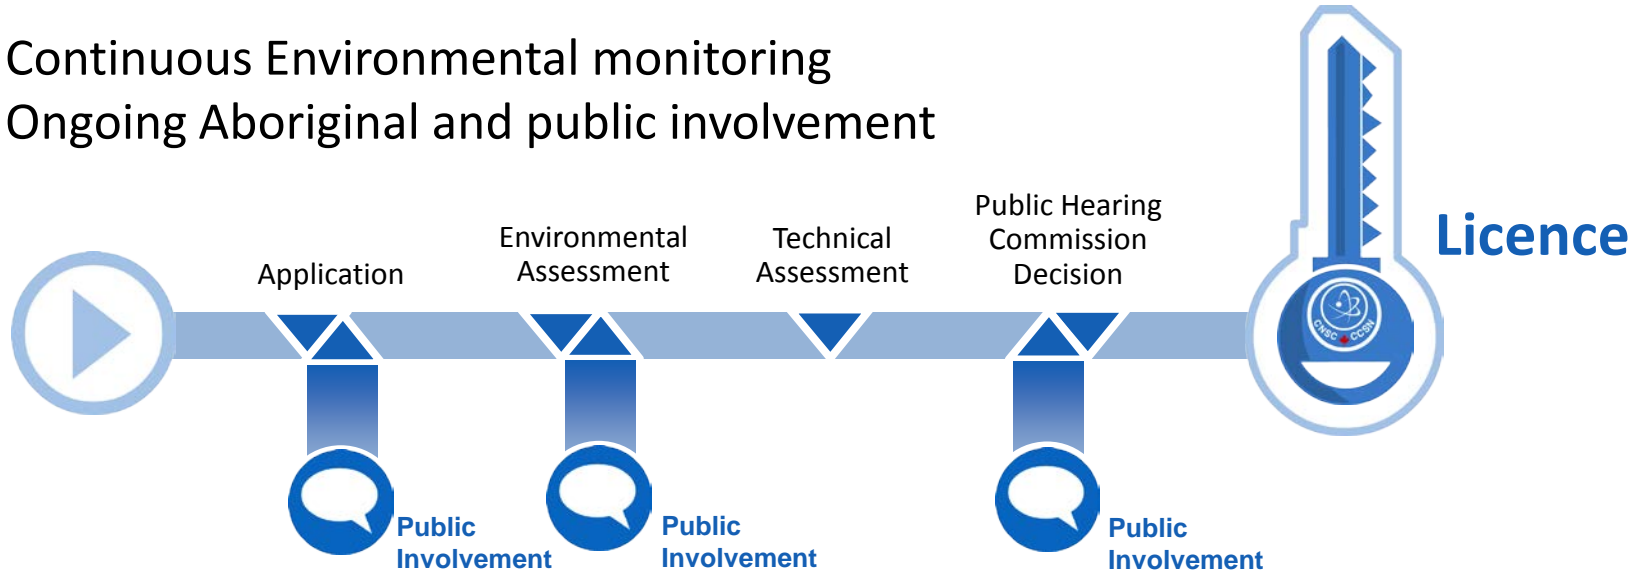 Continuous Environmental monitoring
Ongoing Aboriginal and public involvement
Application
Environmental
Assessment
Technical
Assessment
Public Hearing
Commission
Decision
Licence
CNSC CCSN
Public
Involvement
Public
Involvement
Public
Involvement